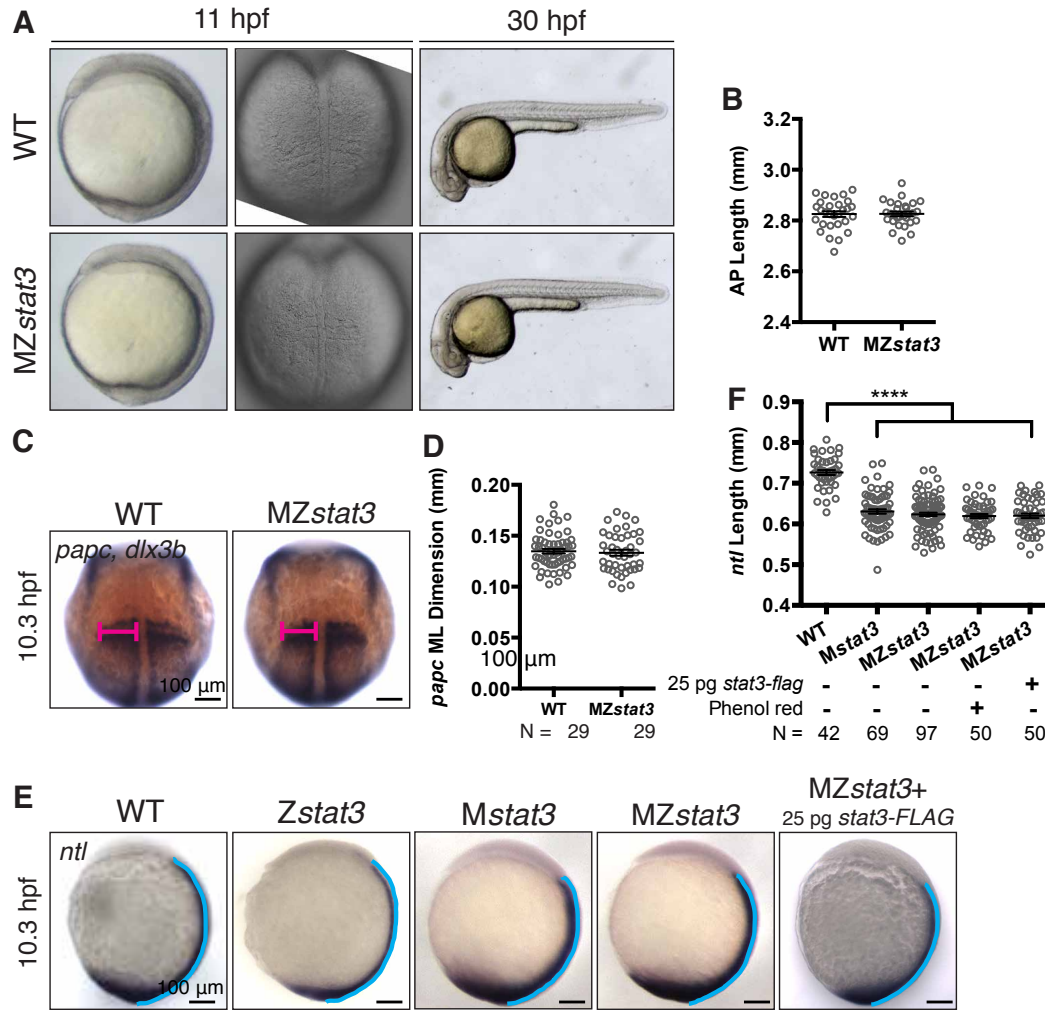 A
11 hpf
30 hpf
WT
MZstat3
B
AP Length (mm)
3.2
3.0
2.8
2.6
2.4
WT MZstat3
C
WT
MZstat3
10.3 hpf
papc, dlx3b
100 µm
D
papc ML Dimension (mm)
0.20
0.15
0.10
0.05
0.00
100 µm
WT MZstat3
N = 29 29
F
ntl Length (mm)
0.9
0.8
0.7
0.6
0.5
0.4
****
WT Mstat3 MZstat3 MZstat3 MZstat3
25 pg stat3-flag - - - - +
Phenol red - - - + -
N = 42 69 97 50 50
E
WT
Zstat3
Mstat3
MZstat3
MZstat3+
25 pg stat3-FLAG
10.3 hpf
ntl
100 µm